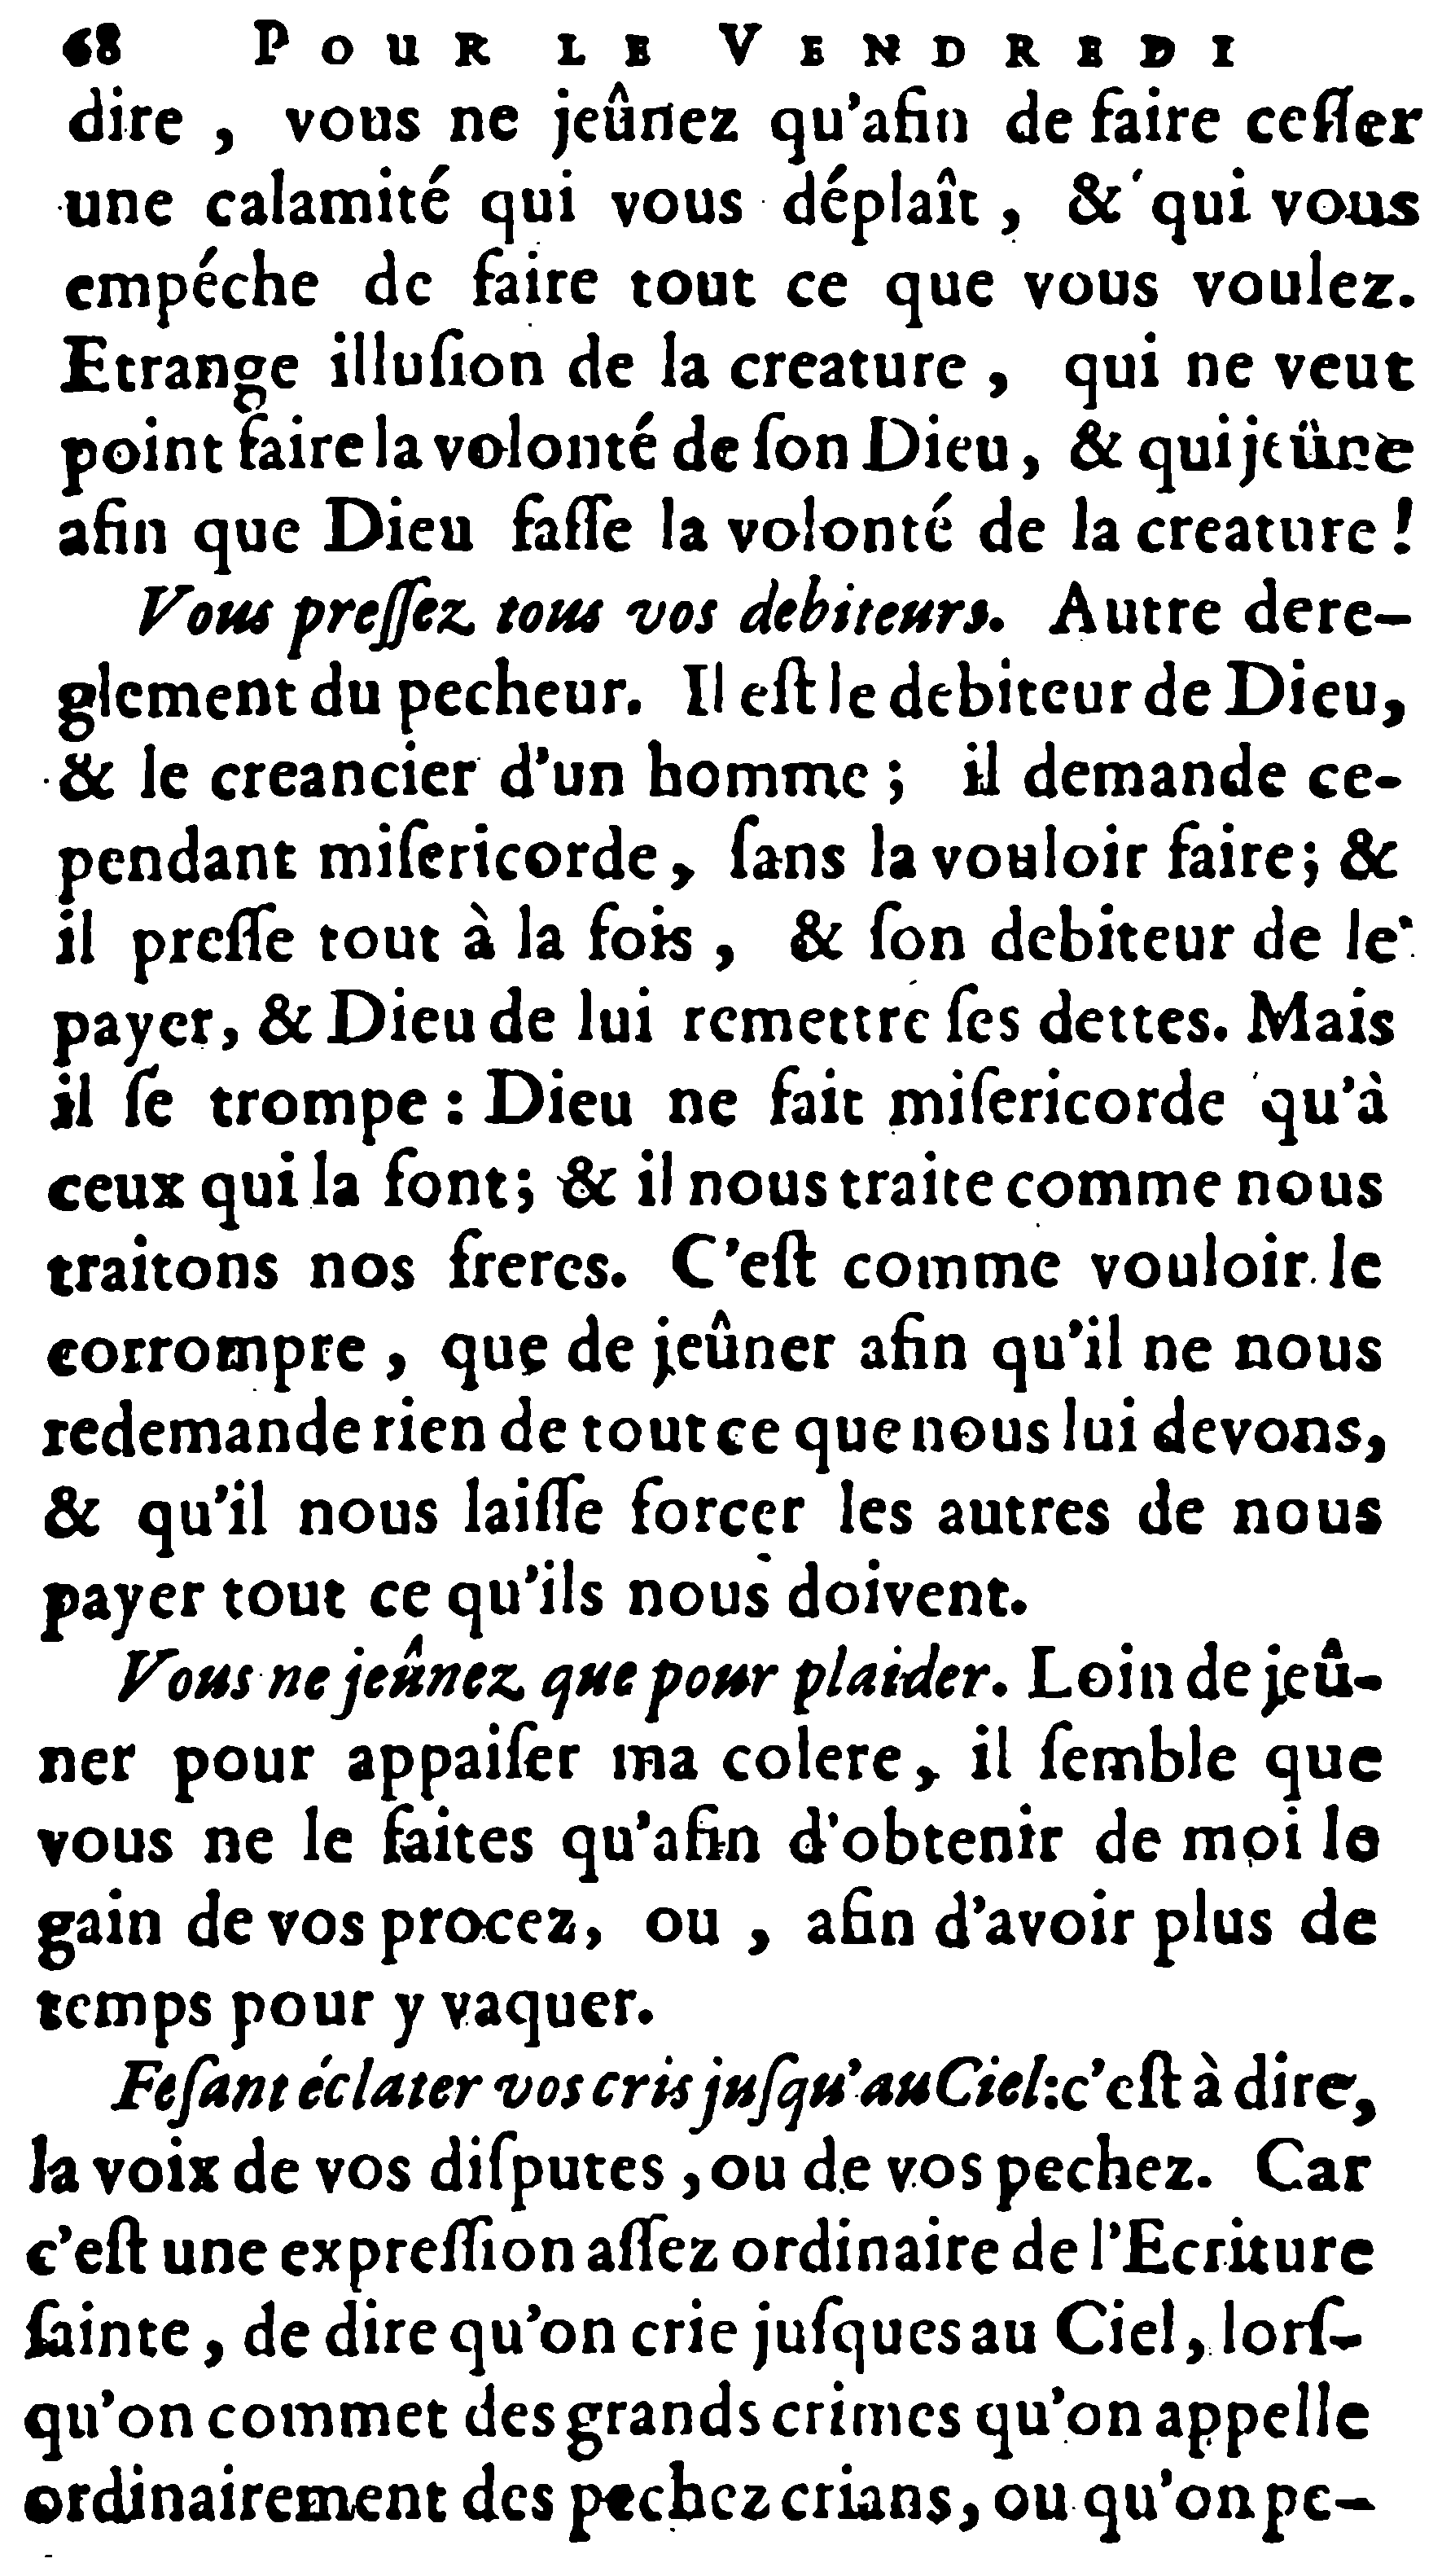 68 POUR LE VENDREDI
dire , vous ne jeûnez qu'afin de faire ceſſer
une calamité qui vous déplaît , & qui vous
empéche de faire tout ce que vous voulez.
Etrange illuſion de la creature , qui ne veut
point faire la volonté de ſon Dieu , & qui jeüne
afin que Dieu faſſe la volonté de la creature !
Vous preſſez tous vos debiteurs. Autre dere-
glement du pecheur. Il eſt le debiteur de Dieu,
& le creancier d'un homme ; il demande ce-
pendant miſericorde, ſans la vouloir faire ; &
il preſſe tout à la fois , & ſon debiteur de le
payer, & Dieu de lui remettre ſes dettes. Mais
il ſe trompe : Dieu ne fait miſericorde qu'à
ceux qui la font ; & il nous traite comme nous
traitons nos freres. C'eſt comme vouloir le
corrompre , que de jeûner afin qu'il ne nous
redemande rien de tout ce que nous lui devons,
& qu'il nous laiſſe forcer les autres de nous
payer tout ce qu'ils nous doivent.
Vous ne jeûnez que pour plaider. Loin de jeû-
ner pour appaiſer ma colere, il ſemble que
vous ne le faites qu'afin d'obtenir de moi le
gain de vos procez, ou , afin d'avoir plus de
temps pour y vaquer.
Feſant éclater vos cris juſqu'au Ciel : c'eſt à dire,
la voix de vos diſputes , ou de vos pechez. Car
c'eſt une expreſſion aſſez ordinaire de l'Ecriture
ſainte , de dire qu'on crie juſques au Ciel, lorſ-
qu'on commet des grands crimes qu'on appelle
ordinairement des pechez crians, ou qu'on pe-